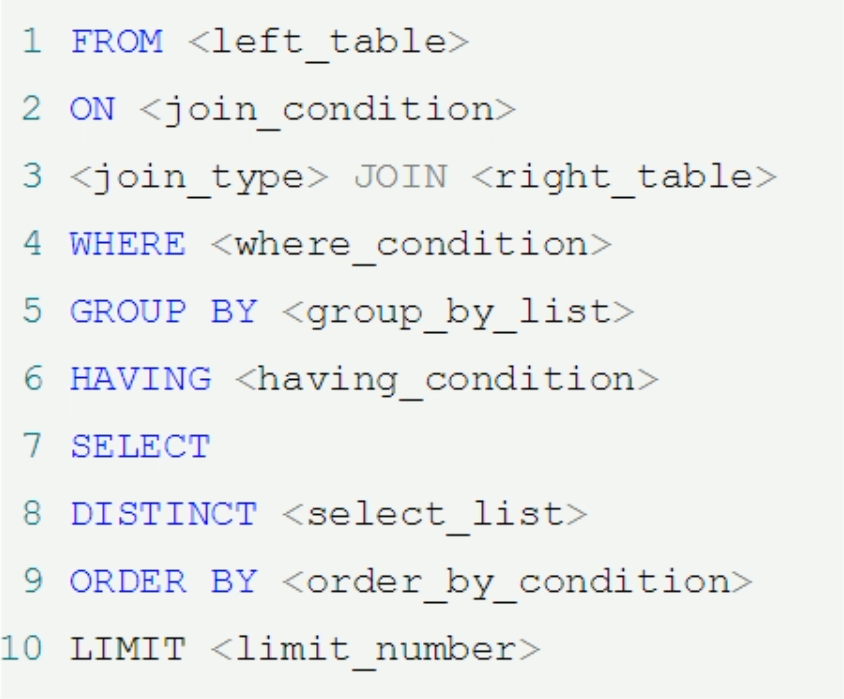 1 FROM <left_table>
2 ON <join_condition>
3 <join_type> JOIN <right_table>
4 WHERE <where_condition>
5 GROUP BY <group_by_list>
6 HAVING <having_condition>
7 SELECT
8 DISTINCT <select_list>
9 ORDER BY <order_by_condition>
10 LIMIT <limit_number>